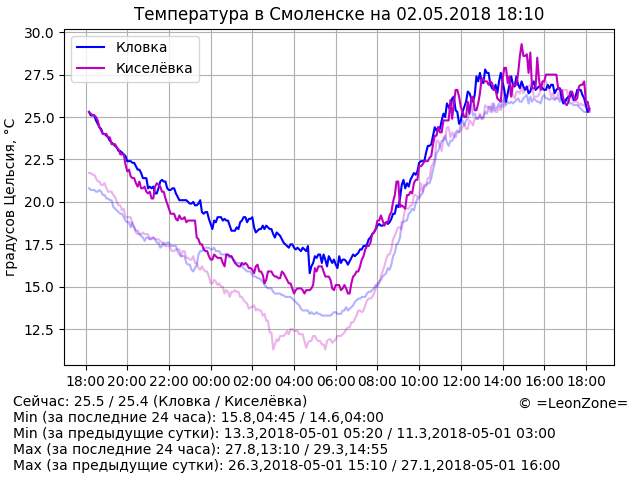 Температура в Смоленске на 02.05.2018 18:10
градусов Цельсия, °C
30.0
27.5
25.0
22.5
20.0
17.5
15.0
12.5
Кловка
Киселёвка
18:00 20:00 22:00 00:00 02:00 04:00 06:00 08:00 10:00 12:00 14:00 16:00 18:00
Сейчас: 25.5 / 25.4 (Кловка / Киселёвка)
© =LeonZone=
Min (за последние 24 часа): 15.8,04:45 / 14.6,04:00
Min (за предыдущие сутки): 13.3,2018-05-01 05:20 / 11.3,2018-05-01 03:00
Max (за последние 24 часа): 27.8,13:10 / 29.3,14:55
Max (за предыдущие сутки): 26.3,2018-05-01 15:10 / 27.1,2018-05-01 16:00